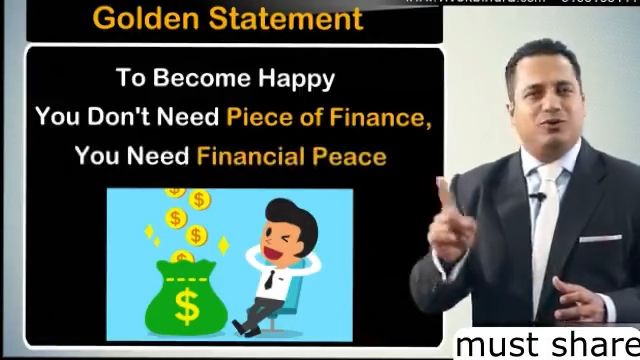 Golden Statement
To Become Happy
You Don't Need Piece of Finance,
You Need Financial Peace
$
$
$
$
$
must share